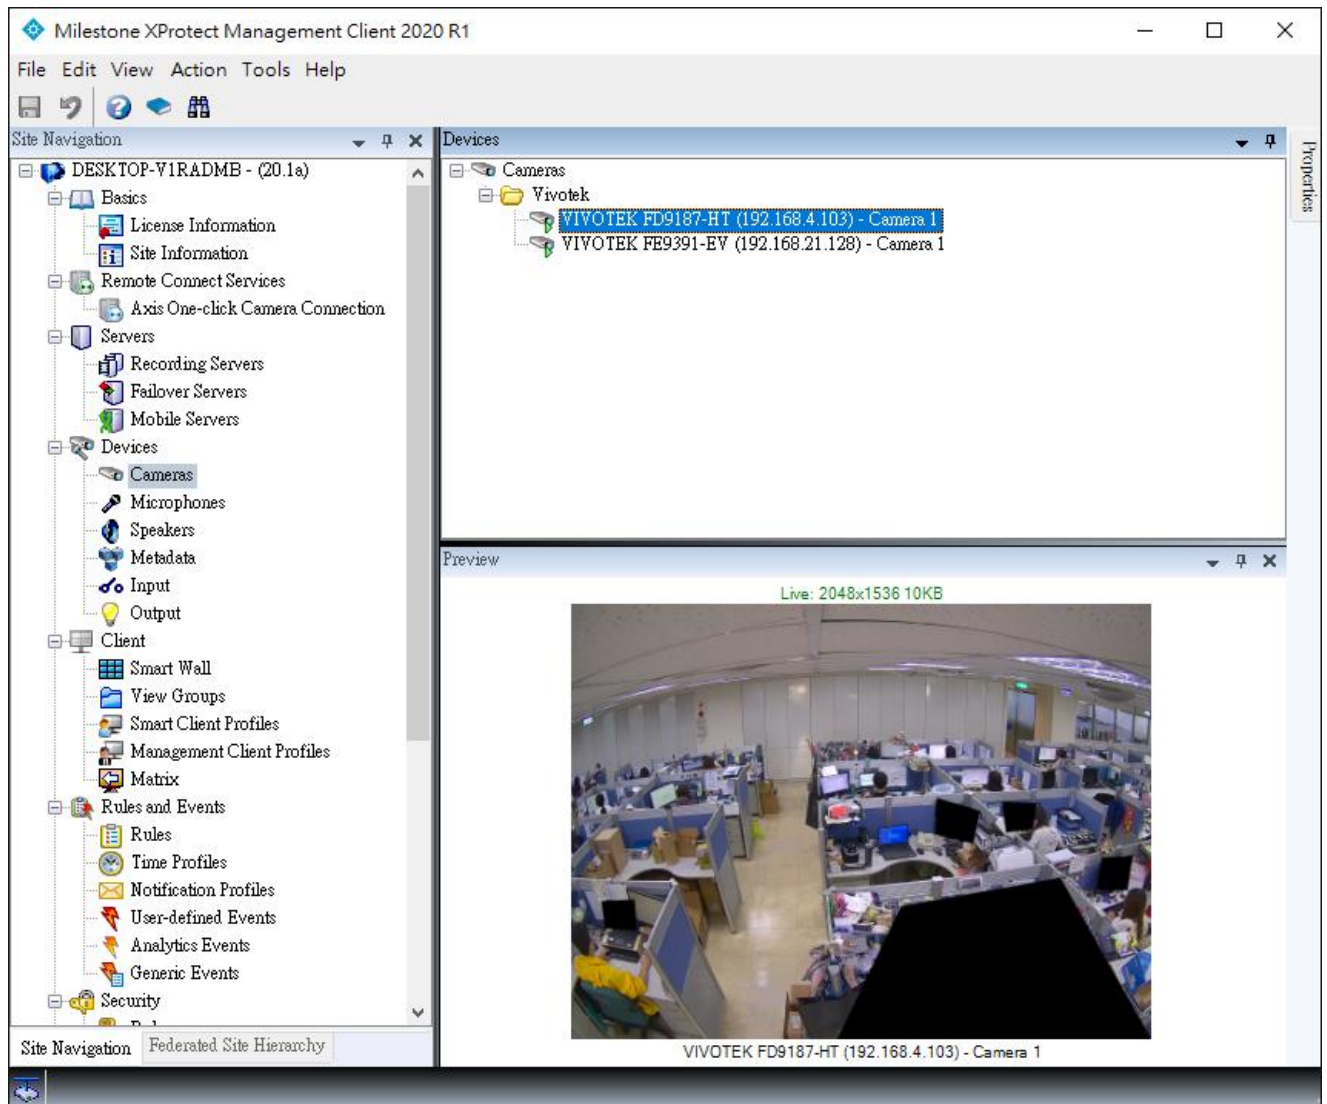 Milestone XProtect Management Client 2020 R1
File Edit View Action Tools Help
Site Navigation
DESKTOP-V1RADMB - (20.1a)
Basics
License Information
Site Information
Remote Connect Services
Axis One-click Camera Connection
Servers
Recording Servers
Failover Servers
Mobile Servers
Devices
Cameras
Microphones
Speakers
Metadata
Input
Output
Client
Smart Wall
View Groups
Smart Client Profiles
Management Client Profiles
Matrix
Rules and Events
Rules
Time Profiles
Notification Profiles
User-defined Events
Analytics Events
Generic Events
Security
Site Navigation
Federated Site Hierarchy
Devices
Cameras
Vivotek
VIVOTEK FD9187-HT (192.168.4.103) - Camera 1
VIVOTEK FE9391-EV (192.168.21.128) - Camera 1
Preview
Live: 2048x1536 10KB
VIVOTEK FD9187-HT (192.168.4.103) - Camera 1
Properties